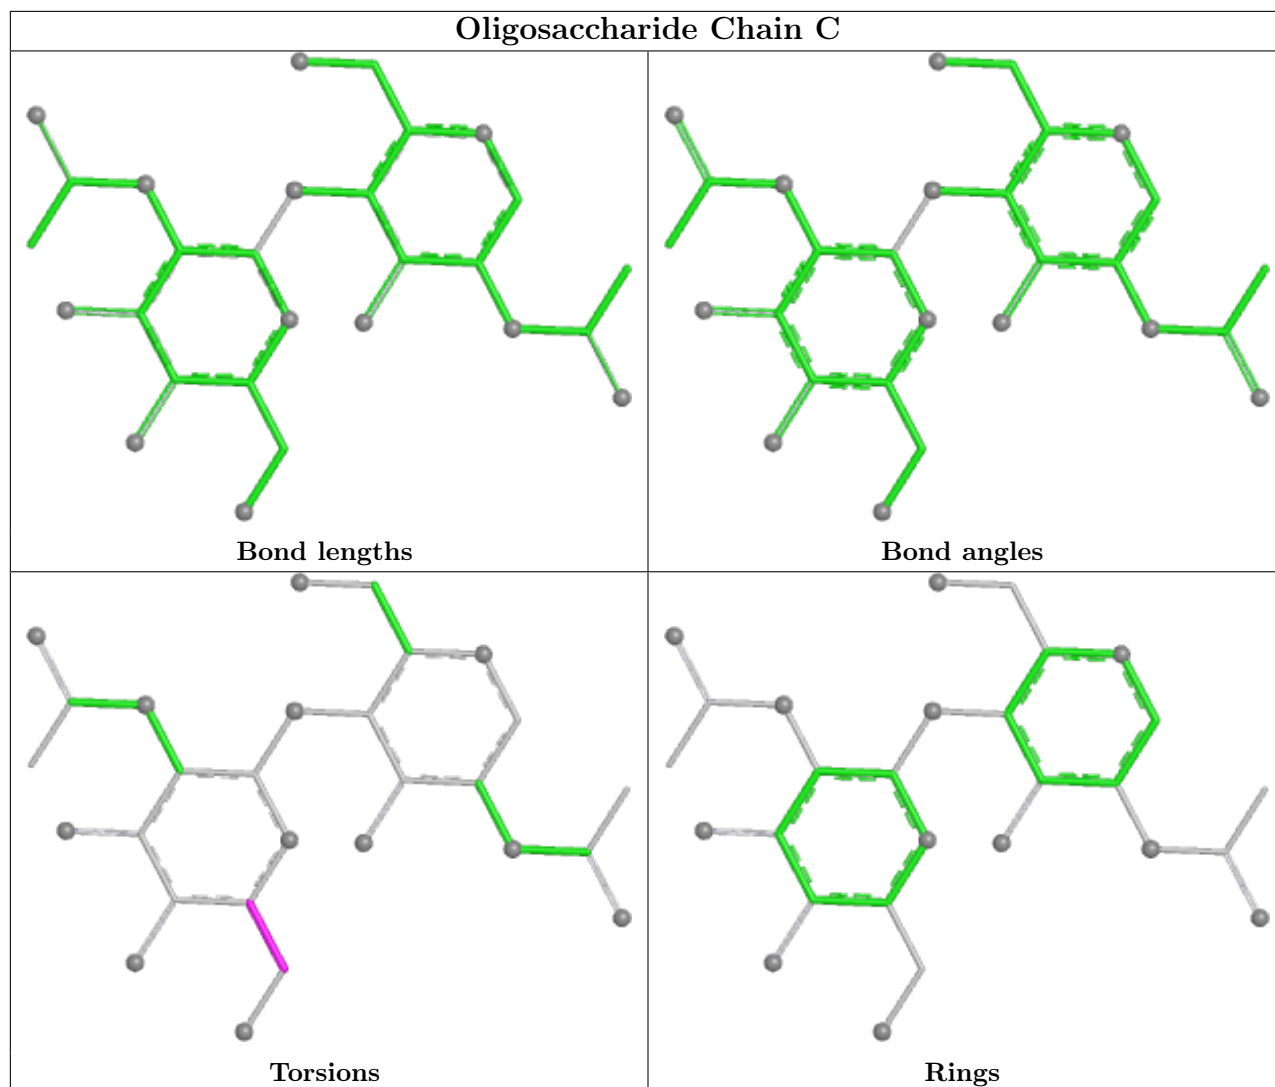 Oligosaccharide Chain C
Bond lengths
Bond angles
Torsions
Rings